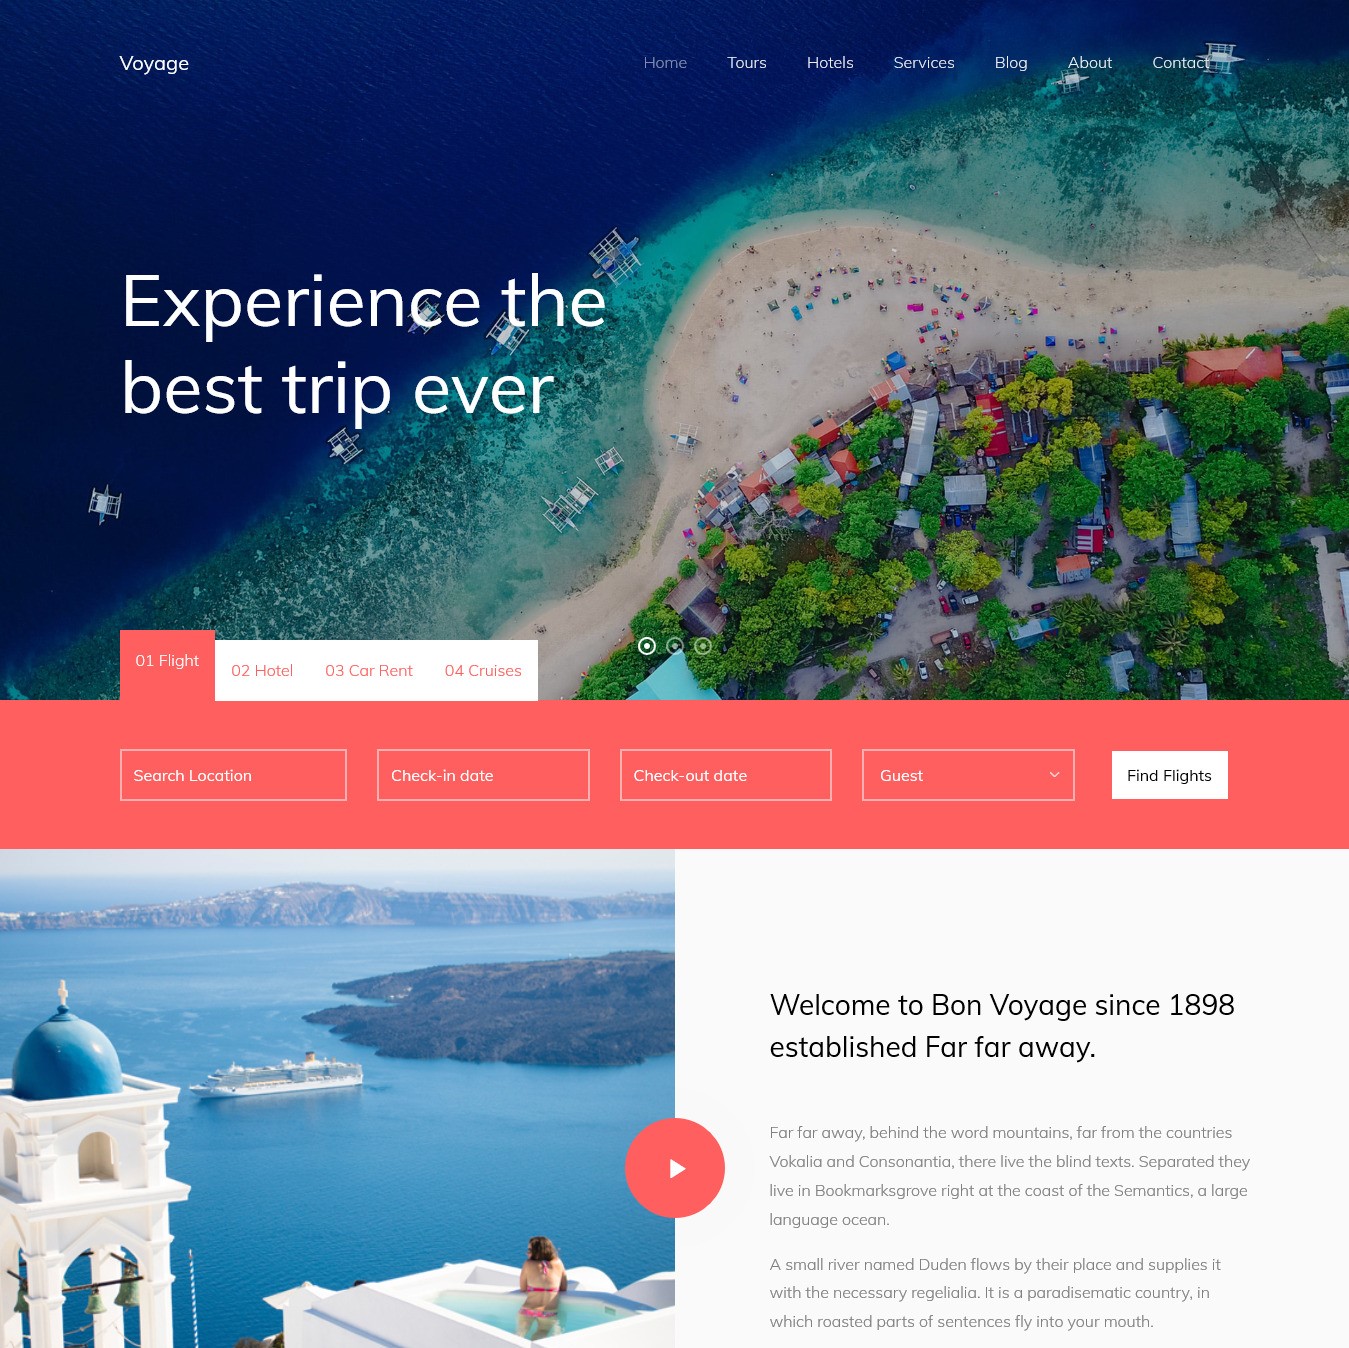 Voyage
Home Tours Hotels Services Blog About Contact
Experience the
best trip ever
01 Flight 02 Hotel 03 Car Rent 04 Cruises
Search Location Check-in date Check-out date Guest Find Flights
Welcome to Bon Voyage since 1898
established Far far away.
Far far away, behind the word mountains, far from the countries
Vokalia and Consonantia, there live the blind texts. Separated they
live in Bookmarksgrove right at the coast of the Semantics, a large
language ocean.
A small river named Duden flows by their place and supplies it
with the necessary regelialia. It is a paradisematic country, in
which roasted parts of sentences fly into your mouth.